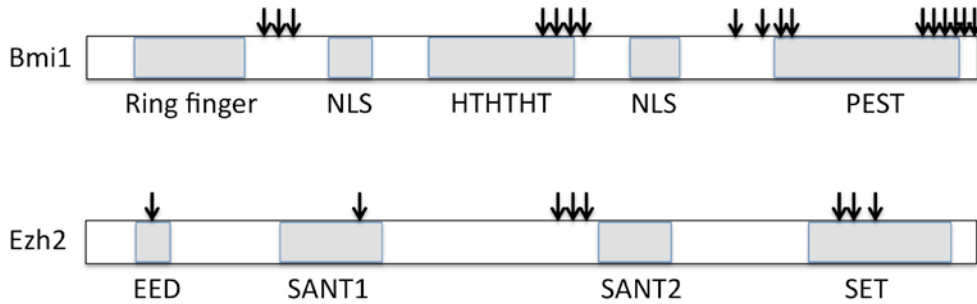 Bmi1
Ring finger NLS HTHTHT NLS PEST
Ezh2
EED SANT1 SANT2 SET